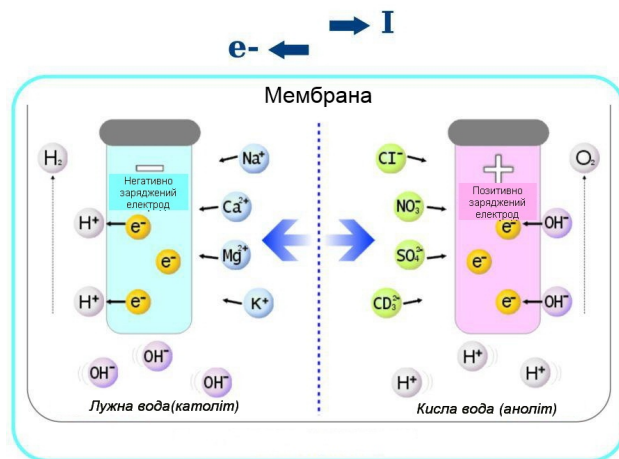 I
e-
Мембрана
H₂
Na⁺
Cl⁻
O₂
−
+
Негативно
заряджений
електрод
Позитивно
заряджений
електрод
Ca²⁺
NO₃⁻
H⁺
e⁻
e⁻
OH⁻
Mg²⁺
e⁻
SO₄²⁻
e⁻
H⁺
e⁻
K⁺
CD₃²⁻
e⁻
OH⁻
OH⁻
OH⁻
OH⁻
H⁺
H⁺
H⁺
Лужна вода(католіт)
Кисла вода (аноліт)